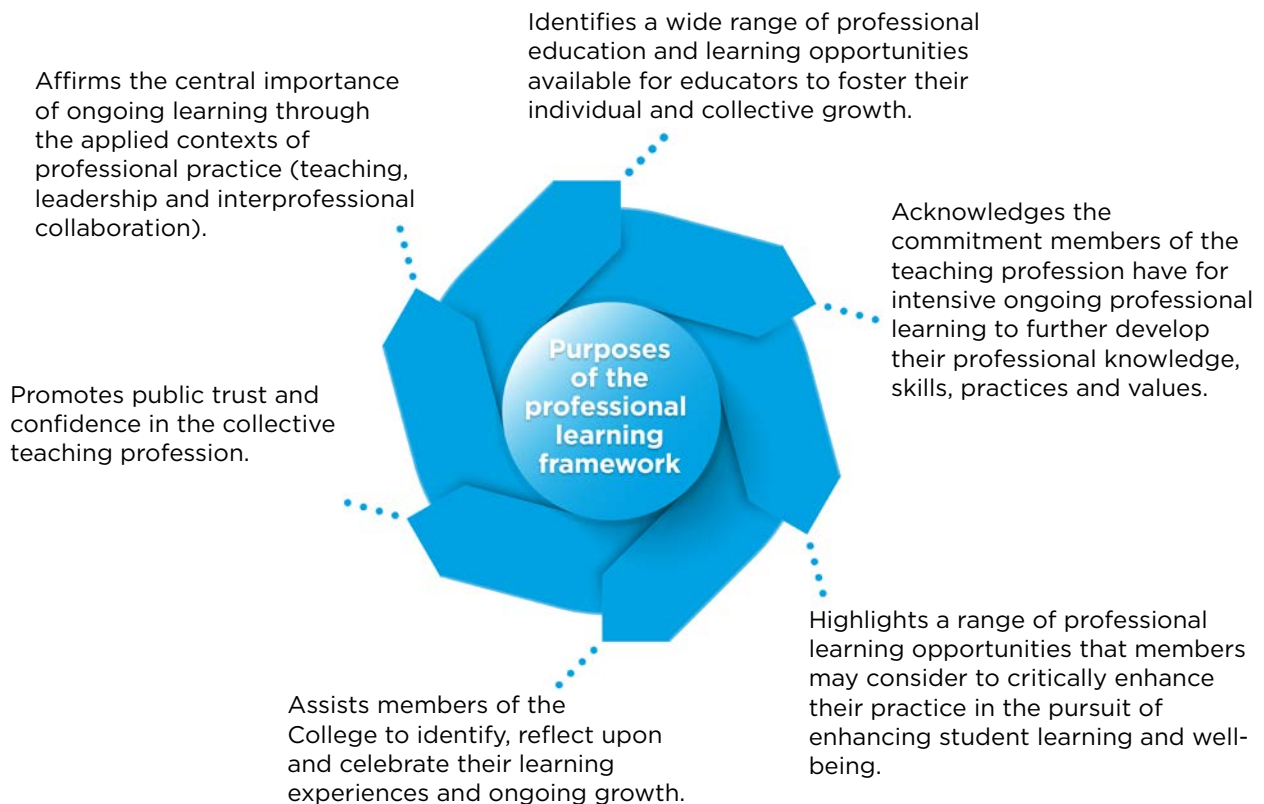 Identifies a wide range of professional
education and learning opportunities
available for educators to foster their
individual and collective growth.
Affirms the central importance
of ongoing learning through
the applied contexts of
professional practice (teaching,
leadership and interprofessional
collaboration).
Acknowledges the
commitment members of the
teaching profession have for
intensive ongoing professional
learning to further develop
their professional knowledge,
skills, practices and values.
Purposes
of the
professional
learning
framework
Promotes public trust and
confidence in the collective
teaching profession.
Highlights a range of professional
learning opportunities that members
may consider to critically enhance
their practice in the pursuit of
enhancing student learning and well-
being.
Assists members of the
College to identify, reflect upon
and celebrate their learning
experiences and ongoing growth.